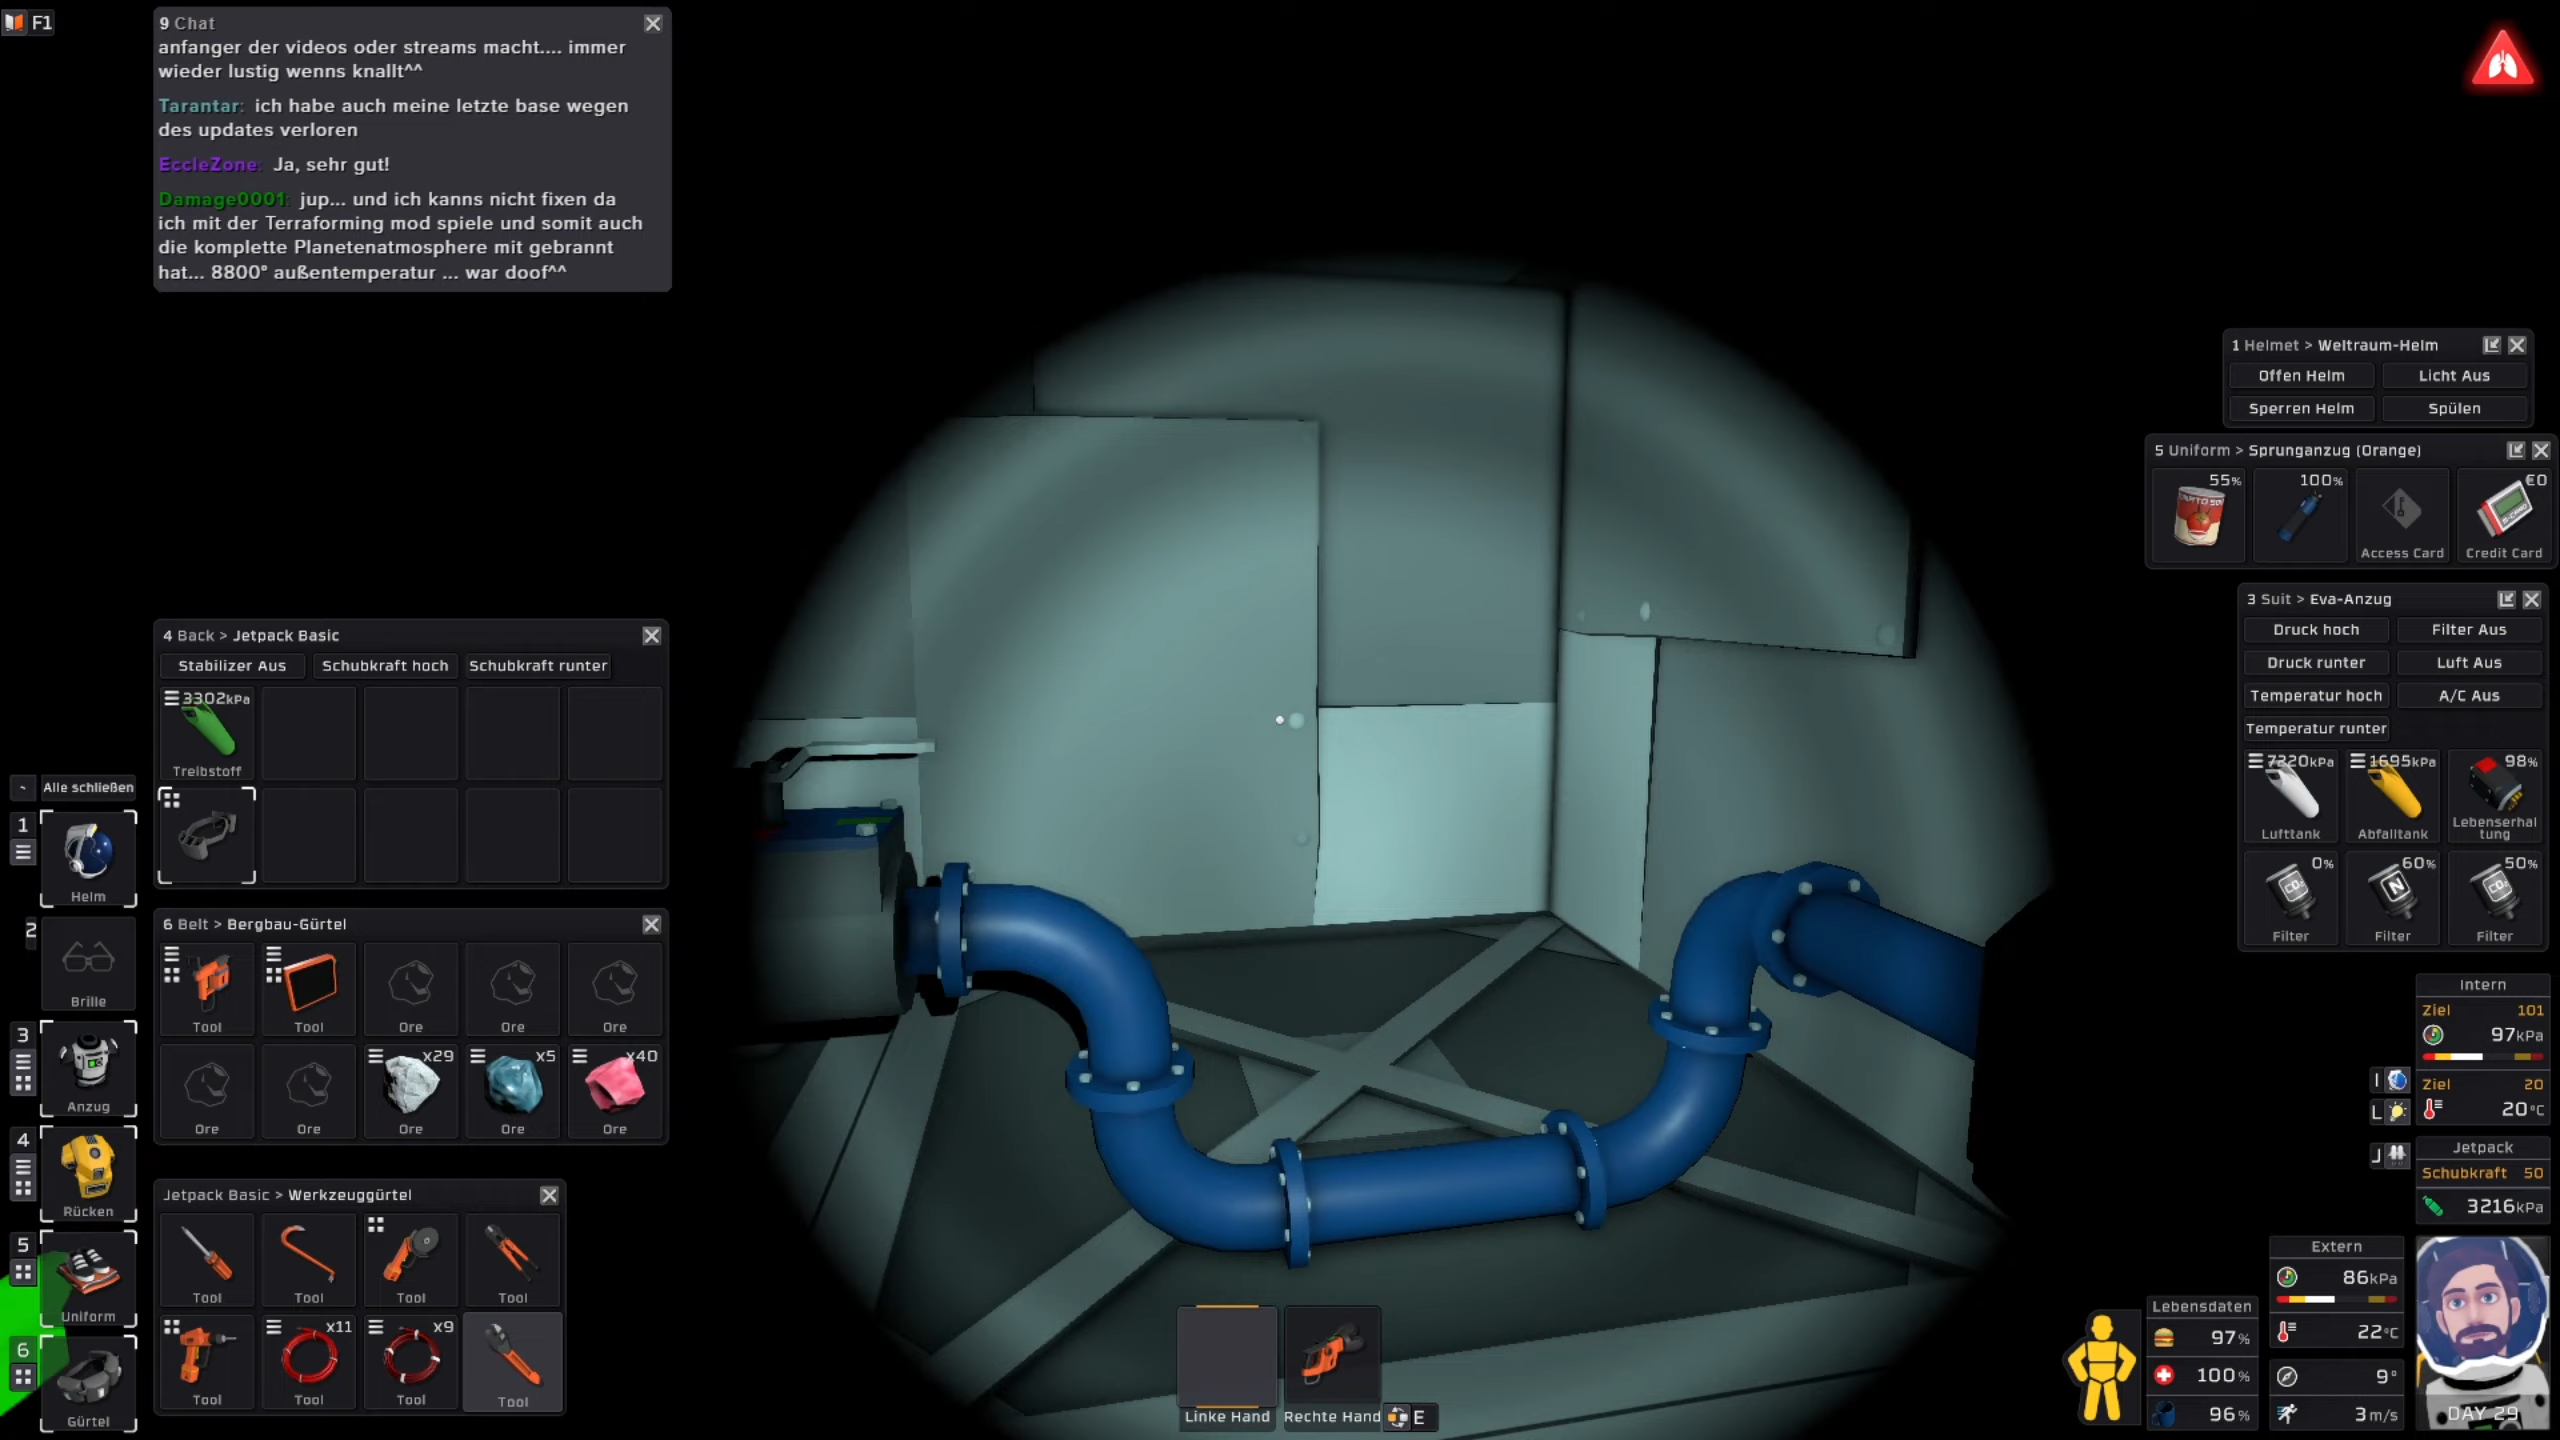 F1
9 Chat
anfanger der videos oder streams macht.... immer
wieder lustig wenns knallt^^
Tarantar: ich habe auch meine letzte base wegen
des updates verloren
EccleZone: Ja, sehr gut!
Damage0001: jup... und ich kanns nicht fixen da
ich mit der Terraforming mod spiele und somit auch
die komplette Planetenatmosphere mit gebrannt
hat... 8800° außentemperatur ... war doof^^
1 Helmet > Weltraum-Helm
Offen Helm
Licht Aus
Sperren Helm
Spülen
5 Uniform > Sprunganzug (Orange)
55%
100%
€0
Access Card
Credit Card
3 Suit > Eva-Anzug
Druck hoch
Filter Aus
Druck runter
Luft Aus
Temperatur hoch
A/C Aus
Temperatur runter
7220kPa
1695kPa
98%
Lufttank
Abfalltank
Lebenserhal
tung
0%
60%
50%
CO₂
N
CO₂
Filter
Filter
Filter
4 Back > Jetpack Basic
Stabilizer Aus
Schubkraft hoch
Schubkraft runter
3302kPa
Treibstoff
6 Belt > Bergbau-Gürtel
Tool
Tool
Ore
Ore
Ore
x29
x5
x40
Ore
Ore
Ore
Ore
Ore
Jetpack Basic > Werkzeuggürtel
Tool
Tool
Tool
Tool
x11
x9
Tool
Tool
Tool
Tool
~
Alle schließen
1
Helm
2
Brille
3
Anzug
4
Rücken
5
Uniform
6
Gürtel
Linke Hand
Rechte Hand
E
Intern
Ziel 101
97kPa
Ziel 20
20°C
I
L
J
Jetpack
Schubkraft 50
3216kPa
Extern
86kPa
22°C
9°
3m/s
Lebensdaten
97%
100%
96%
DAY 29